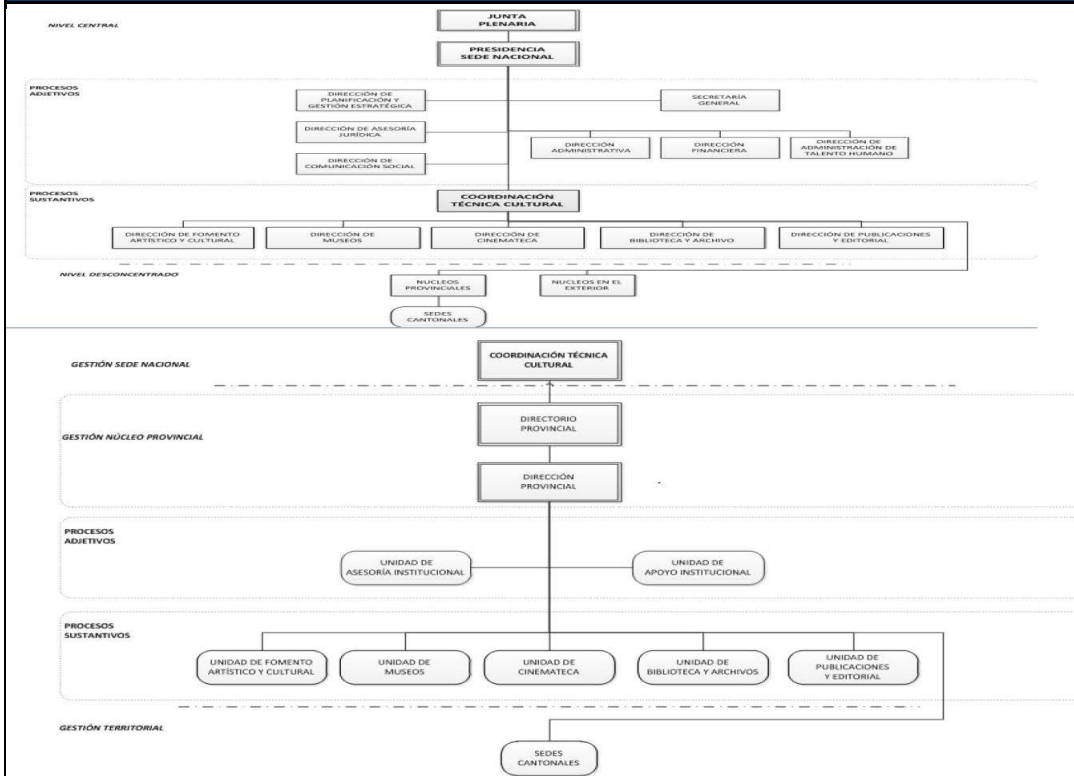 NIVEL CENTRAL
JUNTA
PLENARIA
PRESIDENCIA
SEDE NACIONAL
PROCESOS
ADJETIVOS
DIRECCIÓN DE
PLANIFICACIÓN Y
GESTIÓN ESTRATÉGICA
SECRETARÍA
GENERAL
DIRECCIÓN DE ASESORÍA
JURÍDICA
DIRECCIÓN
ADMINISTRATIVA
DIRECCIÓN
FINANCIERA
DIRECCIÓN DE
ADMINISTRACIÓN DE
TALENTO HUMANO
DIRECCIÓN DE
COMUNICACIÓN SOCIAL
PROCESOS
SUSTANTIVOS
COORDINACIÓN
TÉCNICA CULTURAL
DIRECCIÓN DE FOMENTO
ARTÍSTICO Y CULTURAL
DIRECCIÓN DE
MUSEOS
DIRECCIÓN DE
CINEMATECA
DIRECCIÓN DE
BIBLIOTECA Y ARCHIVO
DIRECCIÓN DE PUBLICACIONES
Y EDITORIAL
NIVEL DESCONCENTRADO
NUCLEOS
PROVINCIALES
NUCLEOS EN EL
EXTERIOR
SEDES
CANTONALES
GESTIÓN SEDE NACIONAL
COORDINACIÓN TÉCNICA
CULTURAL
GESTIÓN NÚCLEO PROVINCIAL
DIRECTORIO
PROVINCIAL
DIRECCIÓN
PROVINCIAL
PROCESOS
ADJETIVOS
UNIDAD DE
ASESORÍA INSTITUCIONAL
UNIDAD DE
APOYO INSTITUCIONAL
PROCESOS
SUSTANTIVOS
UNIDAD DE FOMENTO
ARTÍSTICO Y CULTURAL
UNIDAD DE
MUSEOS
UNIDAD DE
CINEMATECA
UNIDAD DE
BIBLIOTECA Y ARCHIVOS
UNIDAD DE
PUBLICACIONES
Y EDITORIAL
GESTIÓN TERRITORIAL
SEDES
CANTONALES